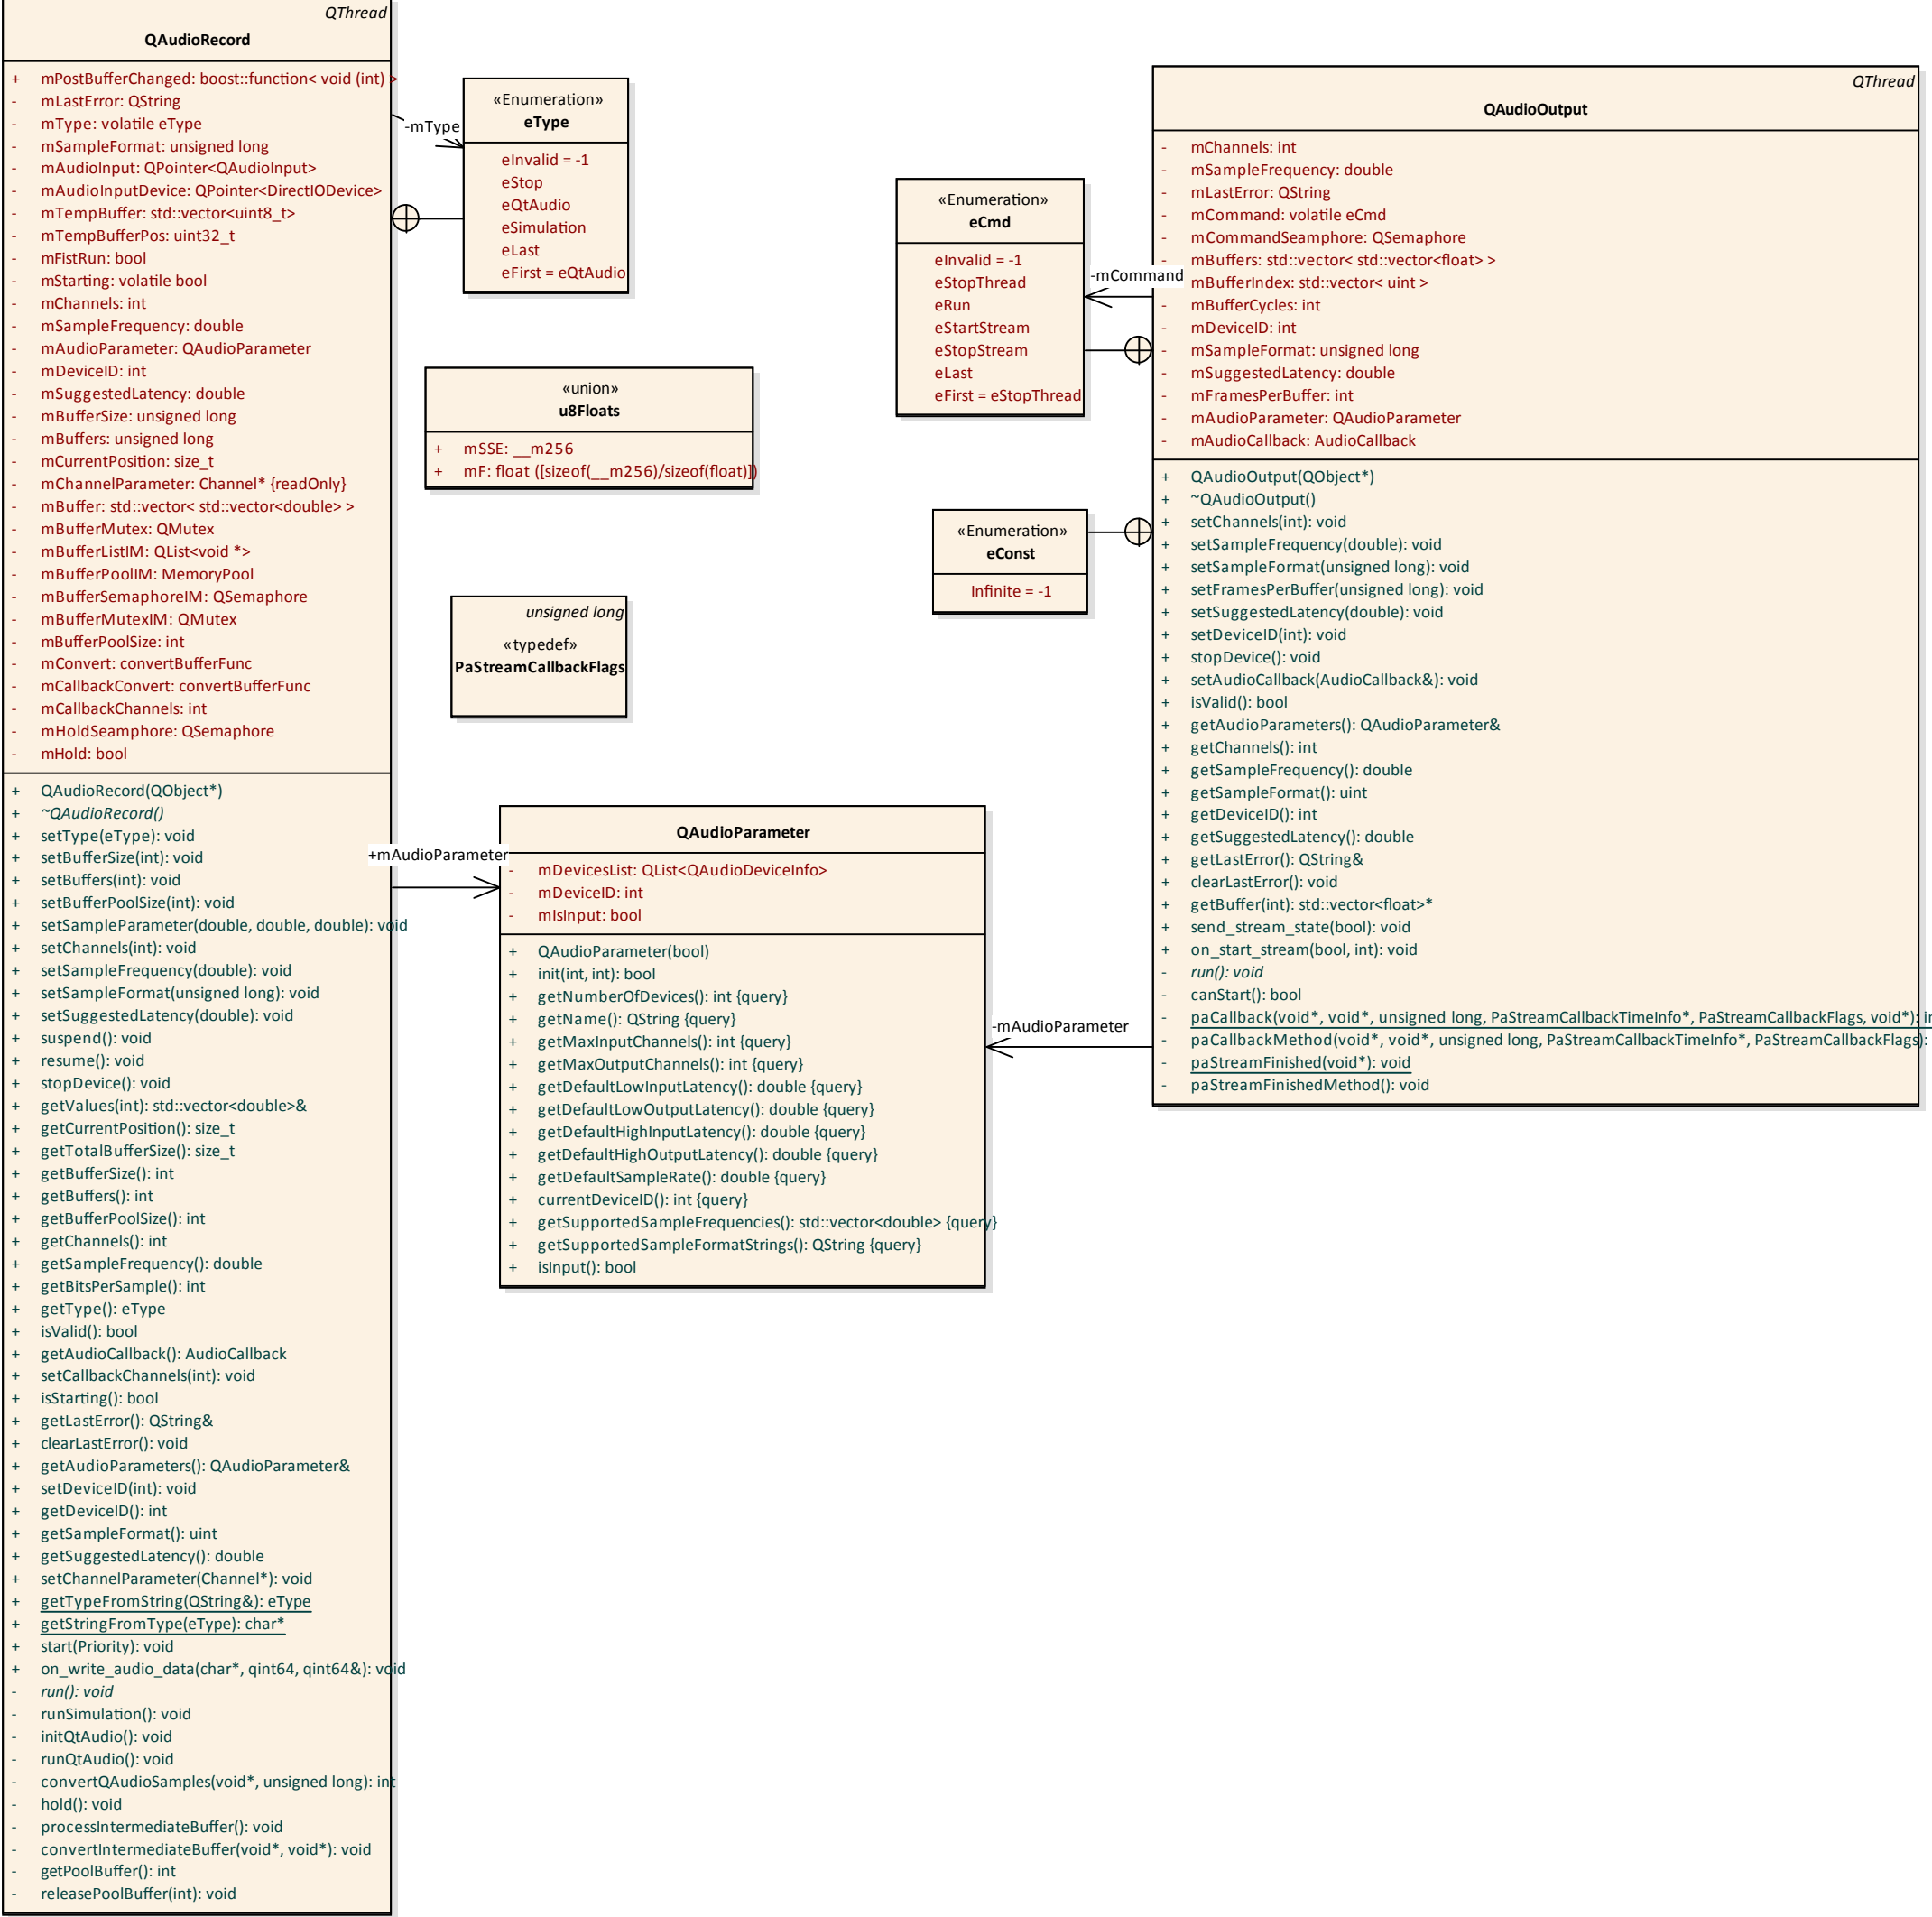 QThread
QAudioRecord
+ mPostBufferChanged: boost::function< void (int) >
- mLastError: QString
- mType: volatile eType
- mSampleFormat: unsigned long
- mAudioInput: QPointer<QAudioInput>
- mAudioInputDevice: QPointer<DirectIODevice>
- mTempBuffer: std::vector<uint8_t>
- mTempBufferPos: uint32_t
- mFistRun: bool
- mStarting: volatile bool
- mChannels: int
- mSampleFrequency: double
- mAudioParameter: QAudioParameter
- mDeviceID: int
- mSuggestedLatency: double
- mBufferSize: unsigned long
- mBuffers: unsigned long
- mCurrentPosition: size_t
- mChannelParameter: Channel* {readOnly}
- mBuffer: std::vector< std::vector<double> >
- mBufferMutex: QMutex
- mBufferListIM: QList<void *>
- mBufferPoolIM: MemoryPool
- mBufferSemaphoreIM: QSemaphore
- mBufferMutexIM: QMutex
- mBufferPoolSize: int
- mConvert: convertBufferFunc
- mCallbackConvert: convertBufferFunc
- mCallbackChannels: int
- mHoldSeamphore: QSemaphore
- mHold: bool
+ QAudioRecord(QObject*)
+ ~QAudioRecord()
+ setType(eType): void
+ setBufferSize(int): void
+ setBuffers(int): void
+ setBufferPoolSize(int): void
+ setSampleParameter(double, double, double): void
+ setChannels(int): void
+ setSampleFrequency(double): void
+ setSampleFormat(unsigned long): void
+ setSuggestedLatency(double): void
+ suspend(): void
+ resume(): void
+ stopDevice(): void
+ getValues(int): std::vector<double>&
+ getCurrentPosition(): size_t
+ getTotalBufferSize(): size_t
+ getBufferSize(): int
+ getBuffers(): int
+ getBufferPoolSize(): int
+ getChannels(): int
+ getSampleFrequency(): double
+ getBitsPerSample(): int
+ getType(): eType
+ isValid(): bool
+ getAudioCallback(): AudioCallback
+ setCallbackChannels(int): void
+ isStarting(): bool
+ getLastError(): QString&
+ clearLastError(): void
+ getAudioParameters(): QAudioParameter&
+ setDeviceID(int): void
+ getDeviceID(): int
+ getSampleFormat(): uint
+ getSuggestedLatency(): double
+ setChannelParameter(Channel*): void
+ getTypeFromString(QString&): eType
+ getStringFromType(eType): char*
+ start(Priority): void
+ on_write_audio_data(char*, qint64, qint64&): void
- run(): void
- runSimulation(): void
- initQtAudio(): void
- runQtAudio(): void
- convertQAudioSamples(void*, unsigned long): int
- hold(): void
- processIntermediateBuffer(): void
- convertIntermediateBuffer(void*, void*): void
- getPoolBuffer(): int
- releasePoolBuffer(int): void
-mType
«Enumeration»
eType
eInvalid = -1
eStop
eQtAudio
eSimulation
eLast
eFirst = eQtAudio
«union»
u8Floats
+ mSSE: __m256
+ mF: float ([sizeof(__m256)/sizeof(float)])
unsigned long
«typedef»
PaStreamCallbackFlags
+mAudioParameter
QAudioParameter
- mDevicesList: QList<QAudioDeviceInfo>
- mDeviceID: int
- mIsInput: bool
+ QAudioParameter(bool)
+ init(int, int): bool
+ getNumberOfDevices(): int {query}
+ getName(): QString {query}
+ getMaxInputChannels(): int {query}
+ getMaxOutputChannels(): int {query}
+ getDefaultLowInputLatency(): double {query}
+ getDefaultLowOutputLatency(): double {query}
+ getDefaultHighInputLatency(): double {query}
+ getDefaultHighOutputLatency(): double {query}
+ getDefaultSampleRate(): double {query}
+ currentDeviceID(): int {query}
+ getSupportedSampleFrequencies(): std::vector<double> {query}
+ getSupportedSampleFormatStrings(): QString {query}
+ isInput(): bool
«Enumeration»
eCmd
eInvalid = -1
eStopThread
eRun
eStartStream
eStopStream
eLast
eFirst = eStopThread
-mCommand
«Enumeration»
eConst
Infinite = -1
-mAudioParameter
QThread
QAudioOutput
- mChannels: int
- mSampleFrequency: double
- mLastError: QString
- mCommand: volatile eCmd
- mCommandSeamphore: QSemaphore
- mBuffers: std::vector< std::vector<float> >
- mBufferIndex: std::vector< uint >
- mBufferCycles: int
- mDeviceID: int
- mSampleFormat: unsigned long
- mSuggestedLatency: double
- mFramesPerBuffer: int
- mAudioParameter: QAudioParameter
- mAudioCallback: AudioCallback
+ QAudioOutput(QObject*)
+ ~QAudioOutput()
+ setChannels(int): void
+ setSampleFrequency(double): void
+ setSampleFormat(unsigned long): void
+ setFramesPerBuffer(unsigned long): void
+ setSuggestedLatency(double): void
+ setDeviceID(int): void
+ stopDevice(): void
+ setAudioCallback(AudioCallback&): void
+ isValid(): bool
+ getAudioParameters(): QAudioParameter&
+ getChannels(): int
+ getSampleFrequency(): double
+ getSampleFormat(): uint
+ getDeviceID(): int
+ getSuggestedLatency(): double
+ getLastError(): QString&
+ clearLastError(): void
+ getBuffer(int): std::vector<float>*
+ send_stream_state(bool): void
+ on_start_stream(bool, int): void
- run(): void
- canStart(): bool
- paCallback(void*, void*, unsigned long, PaStreamCallbackTimeInfo*, PaStreamCallbackFlags, void*):
- paCallbackMethod(void*, void*, unsigned long, PaStreamCallbackTimeInfo*, PaStreamCallbackFlags):
- paStreamFinished(void*): void
- paStreamFinishedMethod(): void